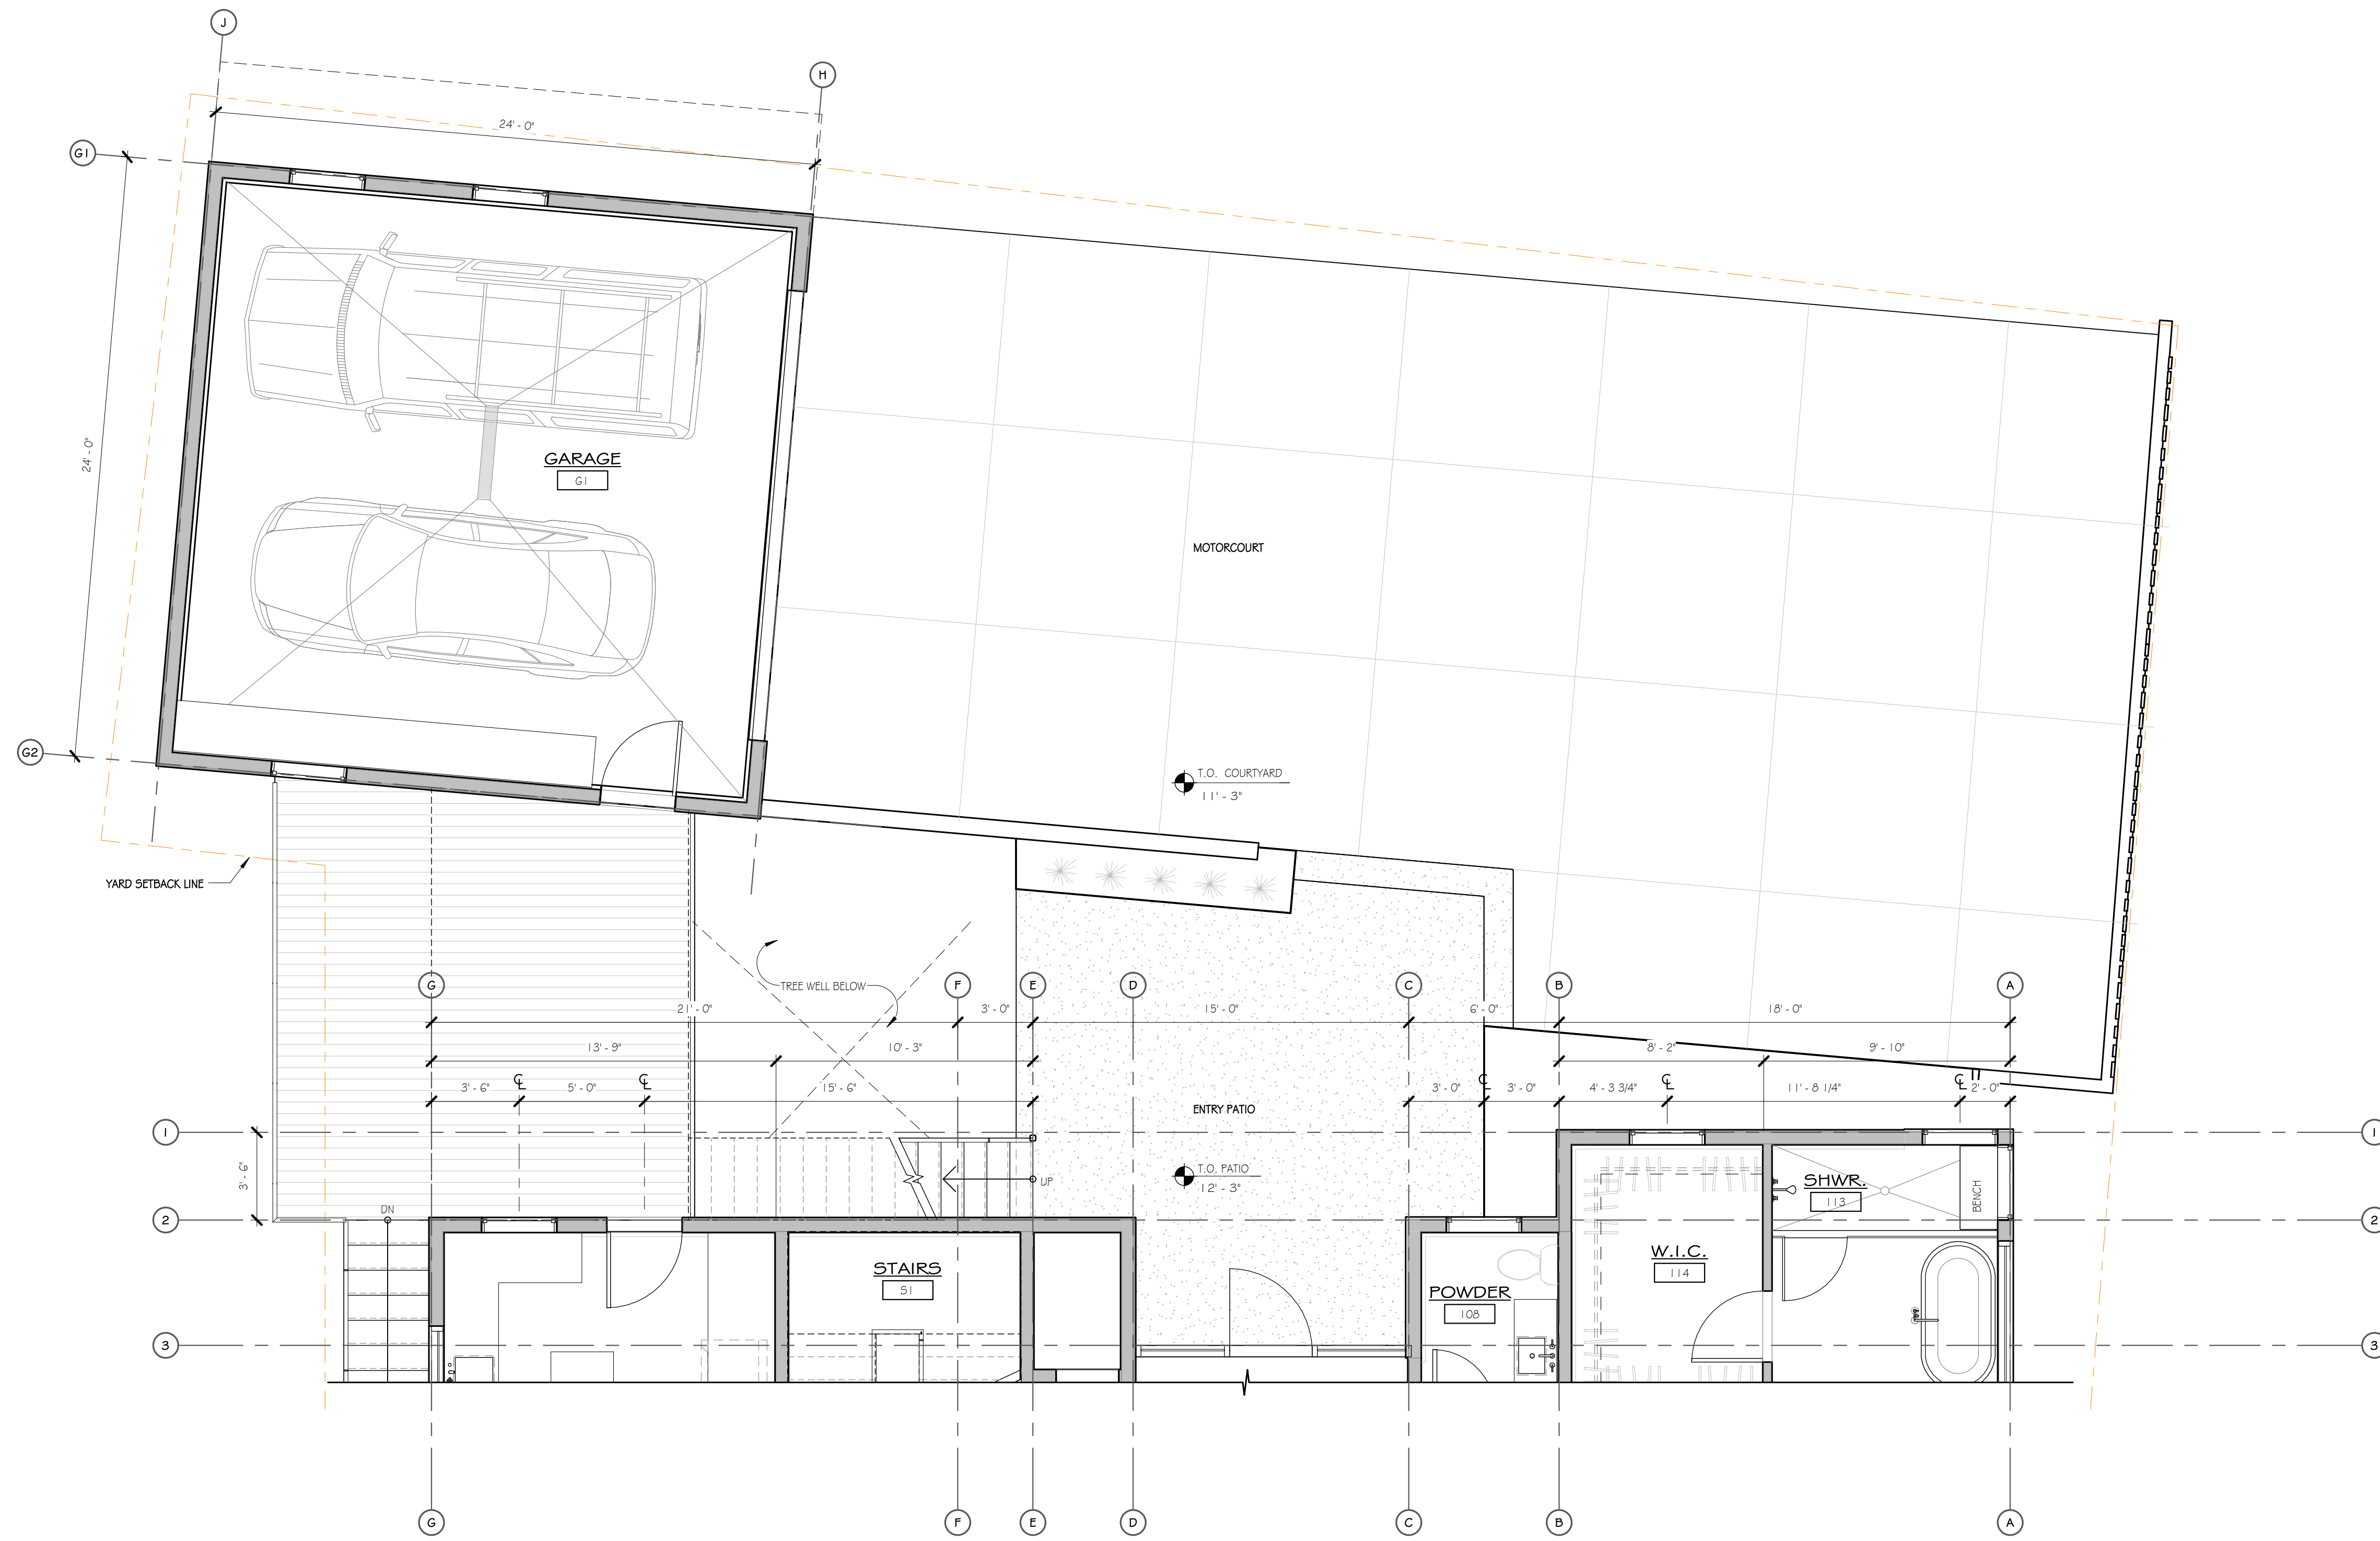 J
H
24' - 0"
G1
GARAGE
G1
24' - 0"
MOTORCOURT
G2
T.O. COURTYARD
11' - 3"
YARD SETBACK LINE
TREE WELL BELOW
G
F
E
D
C
B
A
21' - 0"
3' - 0"
15' - 0"
6' - 0"
18' - 0"
13' - 9"
10' - 3"
8' - 2"
9' - 10"
3' - 6"
℄
5' - 0"
℄
15' - 6"
3' - 0"
℄
3' - 0"
4' - 3 3/4"
℄
11' - 8 1/4"
℄
2' - 0"
ENTRY PATIO
1
1
3' - 6"
T.O. PATIO
12' - 3"
UP
SHWR.
113
BENCH
DN
2
2
STAIRS
S1
W.I.C.
114
POWDER
108
3
3
G
F
E
D
C
B
A